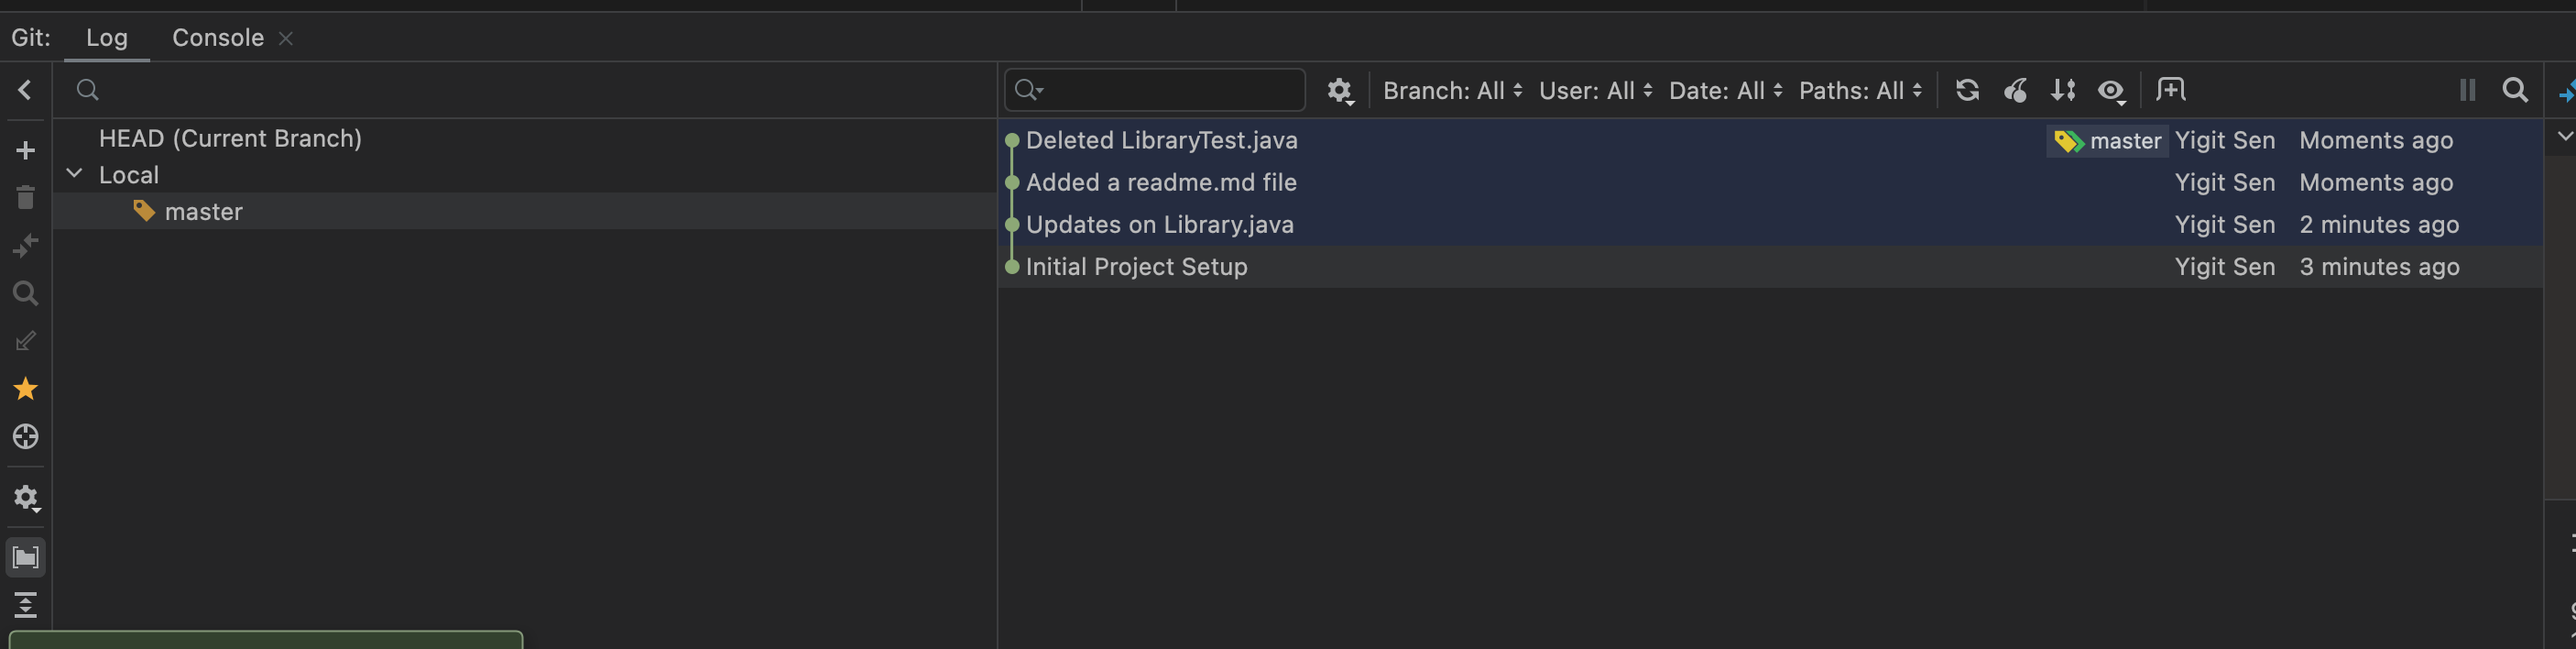 Git: Log Console
Branch: All User: All Date: All Paths: All
HEAD (Current Branch)
Local
master
Deleted LibraryTest.java master Yigit Sen Moments ago
Added a readme.md file Yigit Sen Moments ago
Updates on Library.java Yigit Sen 2 minutes ago
Initial Project Setup Yigit Sen 3 minutes ago